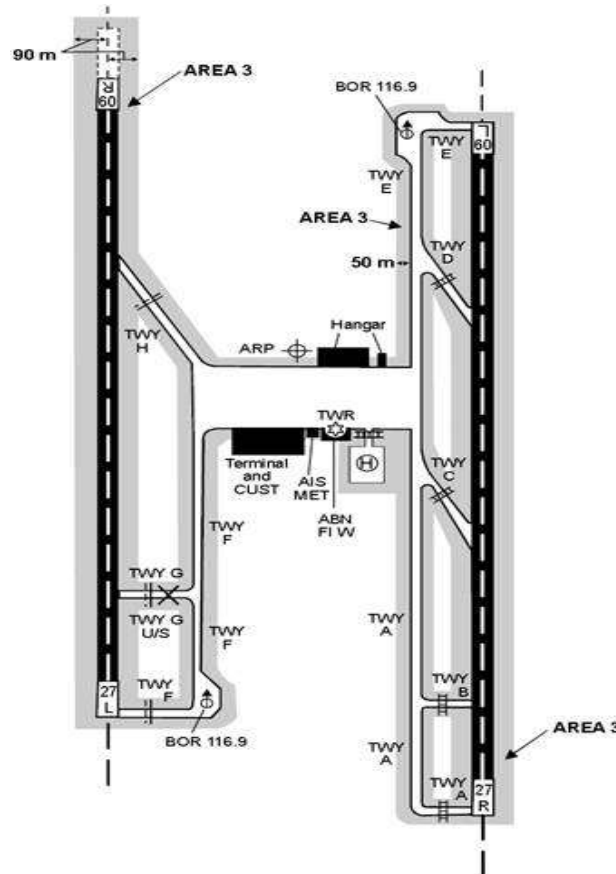 90 m
09
R
AREA 3
BOR 116.9
09
L
TWY
E
TWY
E
AREA 3
TWY
D
50 m
TWY
H
ARP
Hangar
TWR
H
Terminal
and
CUST
AIS
MET
ABN
Fl W
TWY
C
TWY
F
TWY G
TWY G
U/S
TWY
F
TWY
A
TWY
F
27
L
BOR 116.9
TWY
B
TWY
A
TWY
A
AREA 3
27
R